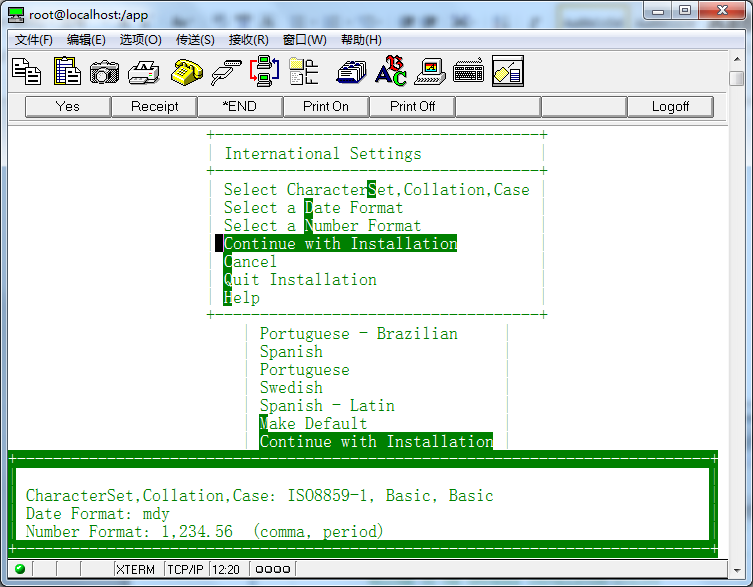 root@localhost:/app
文件(F) 编辑(E) 选项(O) 传送(S) 接收(R) 窗口(W) 帮助(H)
Yes Receipt *END Print On Print Off Logoff
+------------------------------------+
| International Settings |
+------------------------------------+
| Select CharacterSet,Collation,Case |
| Select a Date Format |
| Select a Number Format |
| Continue with Installation |
| Cancel |
| Quit Installation |
| Help |
+------------------------------------+
| Portuguese - Brazilian |
| Spanish |
| Portuguese |
| Swedish |
| Spanish - Latin |
| Make Default |
| Continue with Installation |
+-----------------------------------------------------------------------------+
CharacterSet,Collation,Case: ISO8859-1, Basic, Basic
Date Format: mdy
Number Format: 1,234.56 (comma, period)
+-----------------------------------------------------------------------------+
XTERM TCP/IP 12:20